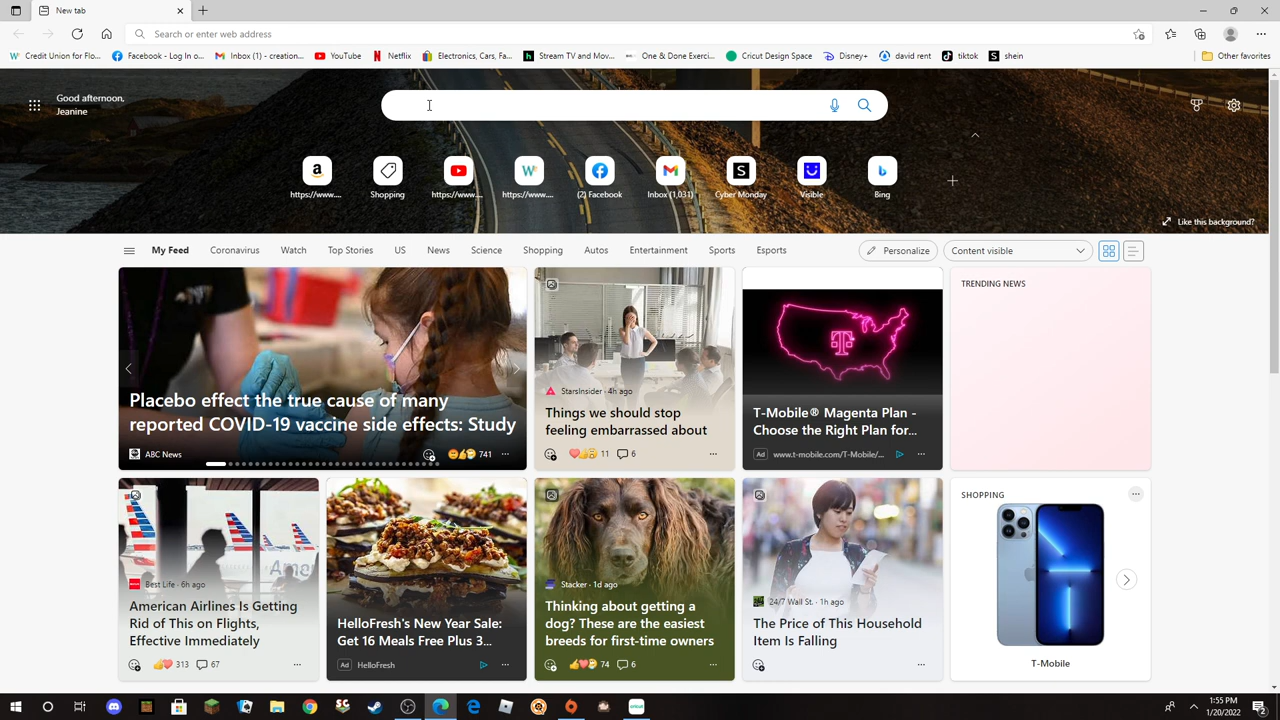 New tab
Search or enter web address
Credit Union for Flo...
Facebook - Log in o...
Inbox (1) - creation...
YouTube
Netflix
Electronics, Cars, Fa...
Stream TV and Mov...
One & Done Exerci...
Cricut Design Space
Disney+
david rent
tiktok
shein
Other favorites
Good afternoon,
Jeanine
https://www....
Shopping
https://www....
https://www....
(2) Facebook
Inbox (1,031)
Cyber Monday
Visible
Bing
Like this background?
My Feed
Coronavirus
Watch
Top Stories
US
News
Science
Shopping
Autos
Entertainment
Sports
Esports
Personalize
Content visible
Placebo effect the true cause of many
reported COVID-19 vaccine side effects: Study
ABC News
741
StarsInsider · 4h ago
Things we should stop
feeling embarrassed about
11
6
T-Mobile® Magenta Plan -
Choose the Right Plan for...
Ad
www.t-mobile.com/T-Mobile/...
TRENDING NEWS
Best Life · 6h ago
American Airlines Is Getting
Rid of This on Flights,
Effective Immediately
313
67
HelloFresh's New Year Sale:
Get 16 Meals Free Plus 3...
Ad
HelloFresh
Stacker · 1d ago
Thinking about getting a
dog? These are the easiest
breeds for first-time owners
74
6
24/7 Wall St. · 1h ago
The Price of This Household
Item Is Falling
SHOPPING
T-Mobile
1:55 PM
1/20/2022
2